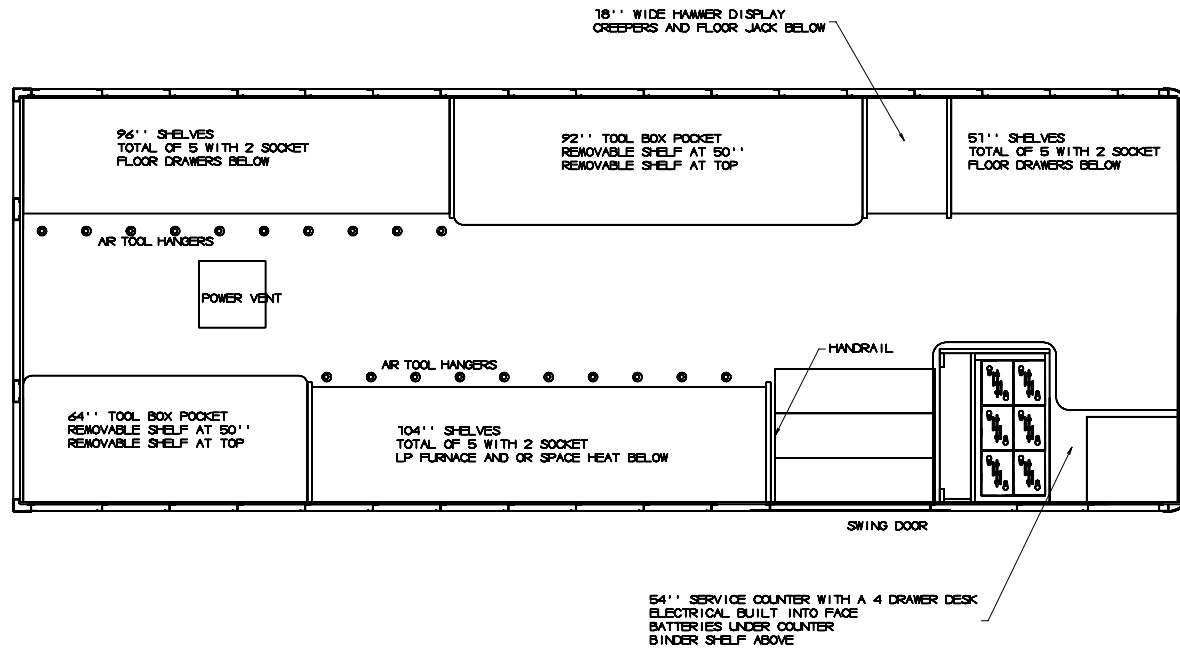 18'' WIDE HAMMER DISPLAY
CREEPERS AND FLOOR JACK BELOW
96'' SHELVES
TOTAL OF 5 WITH 2 SOCKET
FLOOR DRAWERS BELOW
92'' TOOL BOX POCKET
REMOVABLE SHELF AT 50''
REMOVABLE SHELF AT TOP
51'' SHELVES
TOTAL OF 5 WITH 2 SOCKET
FLOOR DRAWERS BELOW
AIR TOOL HANGERS
POWER VENT
HANDRAIL
AIR TOOL HANGERS
64'' TOOL BOX POCKET
REMOVABLE SHELF AT 50''
REMOVABLE SHELF AT TOP
104'' SHELVES
TOTAL OF 5 WITH 2 SOCKET
LP FURNACE AND OR SPACE HEAT BELOW
SWING DOOR
54'' SERVICE COUNTER WITH A 4 DRAWER DESK
ELECTRICAL BUILT INTO FACE
BATTERIES UNDER COUNTER
BINDER SHELF ABOVE